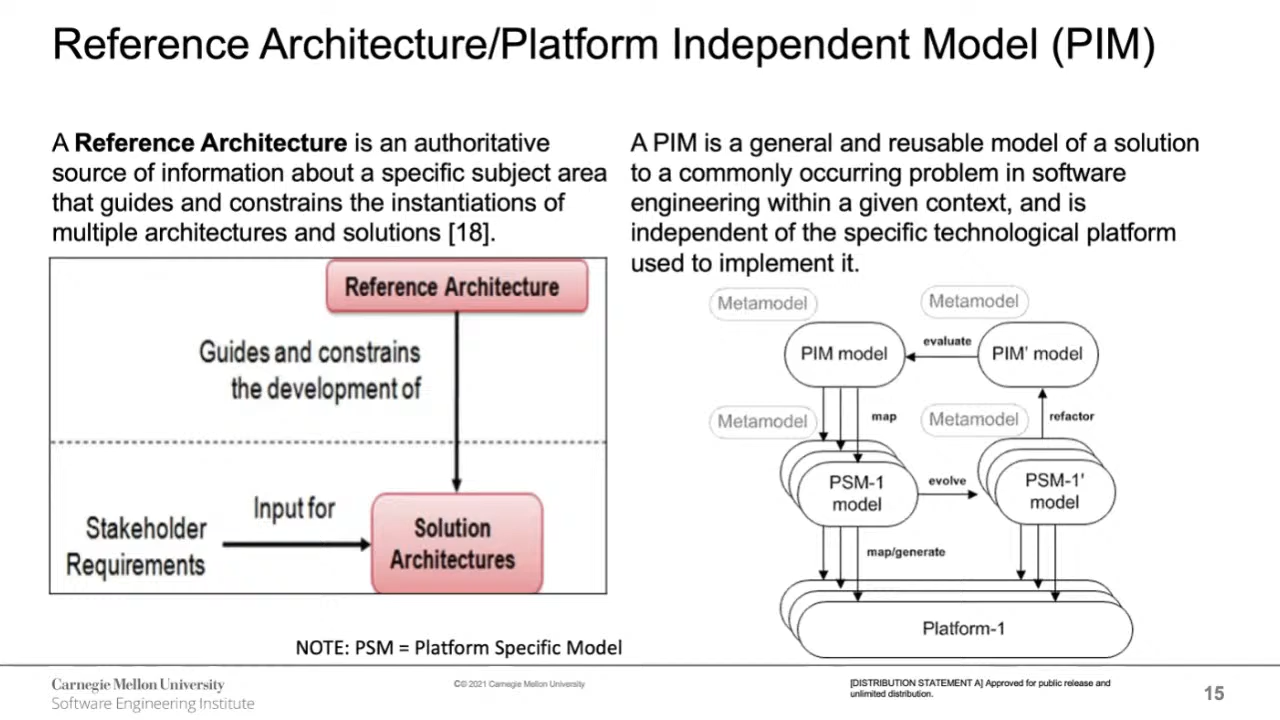 Reference Architecture/Platform Independent Model (PIM)
A Reference Architecture is an authoritative
source of information about a specific subject area
that guides and constrains the instantiations of
multiple architectures and solutions [18].
Reference Architecture
Guides and constrains
the development of
Stakeholder
Requirements
Input for
Solution
Architectures
A PIM is a general and reusable model of a solution
to a commonly occurring problem in software
engineering within a given context, and is
independent of the specific technological platform
used to implement it.
Metamodel
Metamodel
PIM model
evaluate
PIM' model
Metamodel
map
Metamodel
refactor
PSM-1
model
evolve
PSM-1'
model
map/generate
Platform-1
NOTE: PSM = Platform Specific Model
Carnegie Mellon University
Software Engineering Institute
©© 2021 Carnegie Mellon University
[DISTRIBUTION STATEMENT A] Approved for public release and
unlimited distribution.
15